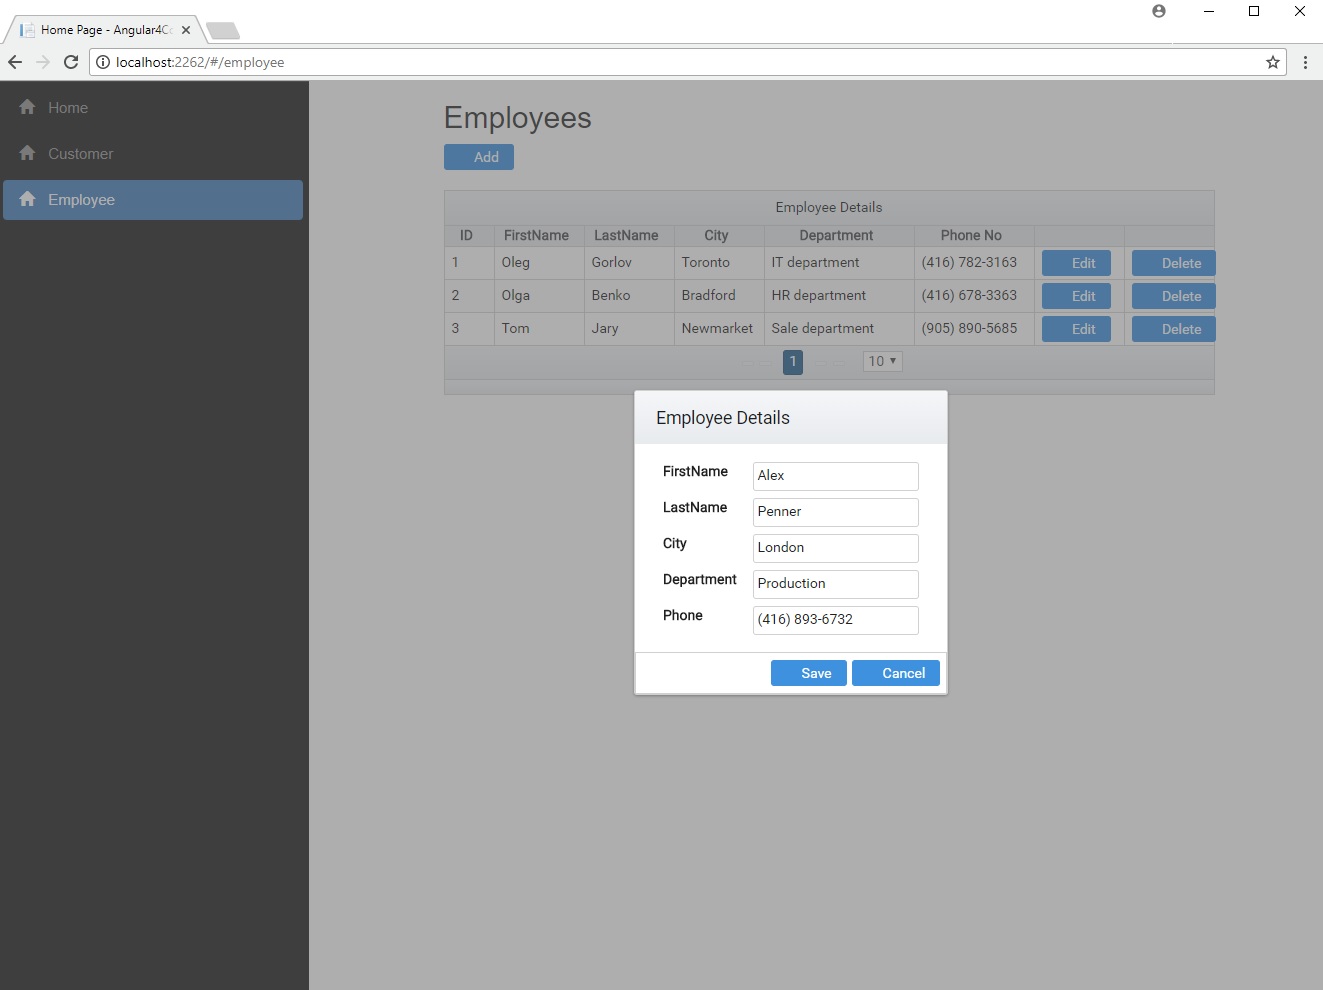 Home Page - Angular4Co
localhost:2262/#/employee
Home
Customer
Employee
Employees
Add
Employee Details
ID FirstName LastName City Department Phone No
1 Oleg Gorlov Toronto IT department (416) 782-3163 Edit Delete
2 Olga Benko Bradford HR department (416) 678-3363 Edit Delete
3 Tom Jary Newmarket Sale department (905) 890-5685 Edit Delete
1 10
Employee Details
FirstName Alex
LastName Penner
City London
Department Production
Phone (416) 893-6732
Save Cancel